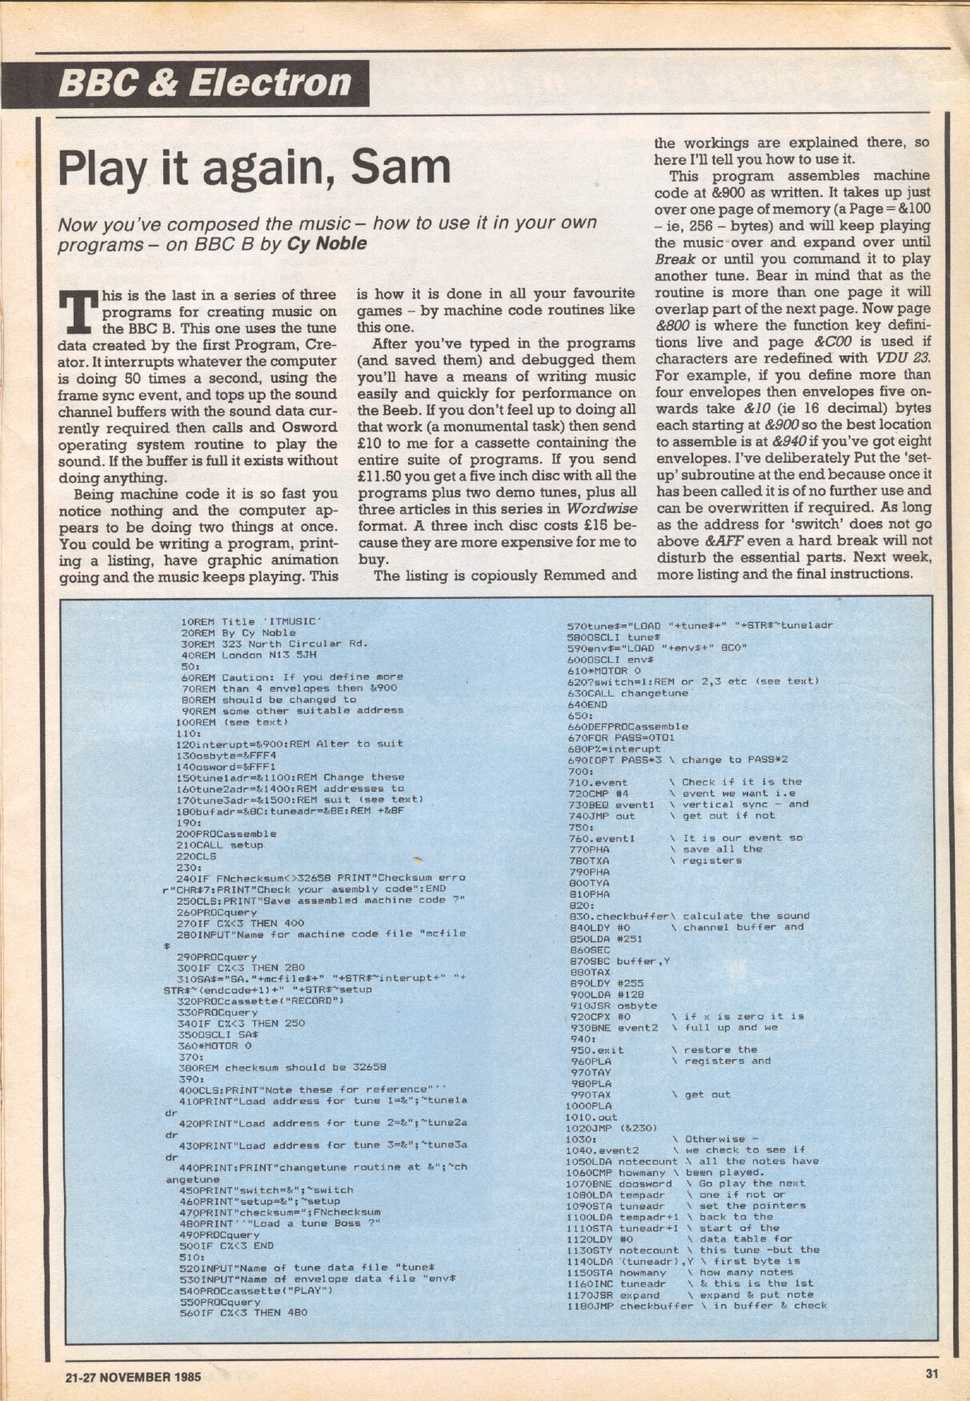 BBC & Electron
Play it again, Sam
Now you've composed the music – how to use it in your own
programs – on BBC B by Cy Noble
This is the last in a series of three
programs for creating music on
the BBC B. This one uses the tune
data created by the first Program, Cre-
ator. It interrupts whatever the computer
is doing 50 times a second, using the
frame sync event, and tops up the sound
channel buffers with the sound data cur-
rently required then calls and Osword
operating system routine to play the
sound. If the buffer is full it exists without
doing anything.
Being machine code it is so fast you
notice nothing and the computer ap-
pears to be doing two things at once.
You could be writing a program, print-
ing a listing, have graphic animation
going and the music keeps playing. This
is how it is done in all your favourite
games – by machine code routines like
this one.
After you've typed in the programs
(and saved them) and debugged them
you'll have a means of writing music
easily and quickly for performance on
the Beeb. If you don't feel up to doing all
that work (a monumental task) then send
£10 to me for a cassette containing the
entire suite of programs. If you send
£11.50 you get a five inch disc with all the
programs plus two demo tunes, plus all
three articles in this series in Wordwise
format. A three inch disc costs £15 be-
cause they are more expensive for me to
buy.
The listing is copiously Remmed and
the workings are explained there, so
here I'll tell you how to use it.
This program assembles machine
code at &900 as written. It takes up just
over one page of memory (a Page = &100
– ie, 256 – bytes) and will keep playing
the music over and expand over until
Break or until you command it to play
another tune. Bear in mind that as the
routine is more than one page it will
overlap part of the next page. Now page
&800 is where the function key defini-
tions live and page &C00 is used if
characters are redefined with VDU 23.
For example, if you define more than
four envelopes then envelopes five on-
wards take &10 (ie 16 decimal) bytes
each starting at &900 so the best location
to assemble is at &940 if you've got eight
envelopes. I've deliberately Put the 'set-
up' subroutine at the end because once it
has been called it is of no further use and
can be overwritten if required. As long
as the address for 'switch' does not go
above &AFF even a hard break will not
disturb the essential parts. Next week,
more listing and the final instructions.
10REM Title 'ITMUSIC'
20REM By Cy Noble
30REM 323 North Circular Rd.
40REM London N13 5JH
50:
60REM Caution: If you define more
70REM than 4 envelopes then &900
80REM should be changed to
90REM some other suitable address
100REM (see text)
110:
120interupt=&900:REM Alter to suit
130osbyte=&FFF4
140osword=&FFF1
150tune1adr=&1100:REM Change these
160tune2adr=&1400:REM addresses to
170tune3adr=&1500:REM suit (see text)
180bufadr=&8C:tuneadr=&8E:REM +&8F
190:
200PROCassemble
210CALL setup
220CLS
230:
240IF FNchecksum<>32658 PRINT"Checksum erro
r"CHR$7:PRINT"Check your asembly code":END
250CLS:PRINT"Save assembled machine code ?"
260PROCquery
270IF C%<3 THEN 400
280INPUT"Name for machine code file "mcfile
$
290PROCquery
300IF C%<3 THEN 280
310SA$="SA."+mcfile$+" "+STR$~interupt+" "+
STR$~(endcode+1)+" "+STR$~setup
320PROCcassette("RECORD")
330PROCquery
340IF C%<3 THEN 250
350OSCLI SA$
360*MOTOR 0
370:
380REM checksum should be 32658
390:
400CLS:PRINT"Note these for reference"''
410PRINT"Load address for tune 1=&";~tune1a
dr
420PRINT"Load address for tune 2=&";~tune2a
dr
430PRINT"Load address for tune 3=&";~tune3a
dr
440PRINT:PRINT"changetune routine at &";~ch
angetune
450PRINT"switch=&";~switch
460PRINT"setup=&";~setup
470PRINT"checksum=";FNchecksum
480PRINT''"Load a tune Boss ?"
490PROCquery
500IF C%<3 END
510:
520INPUT"Name of tune data file "tune$
530INPUT"Name of envelope data file "env$
540PROCcassette("PLAY")
550PROCquery
560IF C%<3 THEN 480
570tune$="LOAD "+tune$+" "+STR$~tune1adr
580OSCLI tune$
590env$="LOAD "+env$+" 8C0"
600OSCLI env$
610*MOTOR 0
620?switch=1:REM or 2,3 etc (see text)
630CALL changetune
640END
650:
660DEFPROCassemble
670FOR PASS=0TO1
680P%=interupt
690[OPT PASS*3 \ change to PASS*2
700:
710.event \ Check if it is the
720CMP #4 \ event we want i.e
730BEQ event1 \ vertical sync - and
740JMP out \ get out if not
750:
760.event1 \ It is our event so
770PHA \ save all the
780TXA \ registers
790PHA
800TYA
810PHA
820:
830.checkbuffer\ calculate the sound
840LDY #0 \ channel buffer and
850LDA #251
860SEC
870SBC buffer,Y
880TAX
890LDY #255
900LDA #128
910JSR osbyte
920CPX #0 \ if x is zero it is
930BNE event2 \ full up and we
940:
950.exit \ restore the
960PLA \ registers and
970TAY
980PLA
990TAX \ get out
1000PLA
1010.out
1020JMP (&230)
1030: \ Otherwise -
1040.event2 \ we check to see if
1050LDA notecount \ all the notes have
1060CMP howmany \ been played.
1070BNE doosword \ Go play the next
1080LDA tempadr \ one if not or
1090STA tuneadr \ set the pointers
1100LDA tempadr+1 \ back to the
1110STA tuneadr+1 \ start of the
1120LDY #0 \ data table for
1130STY notecount \ this tune -but the
1140LDA (tuneadr),Y \ first byte is
1150STA howmany \ how many notes
1160INC tuneadr \ & this is the 1st
1170JSR expand \ expand & put note
1180JMP checkbuffer \ in buffer & check
21-27 NOVEMBER 1985
31